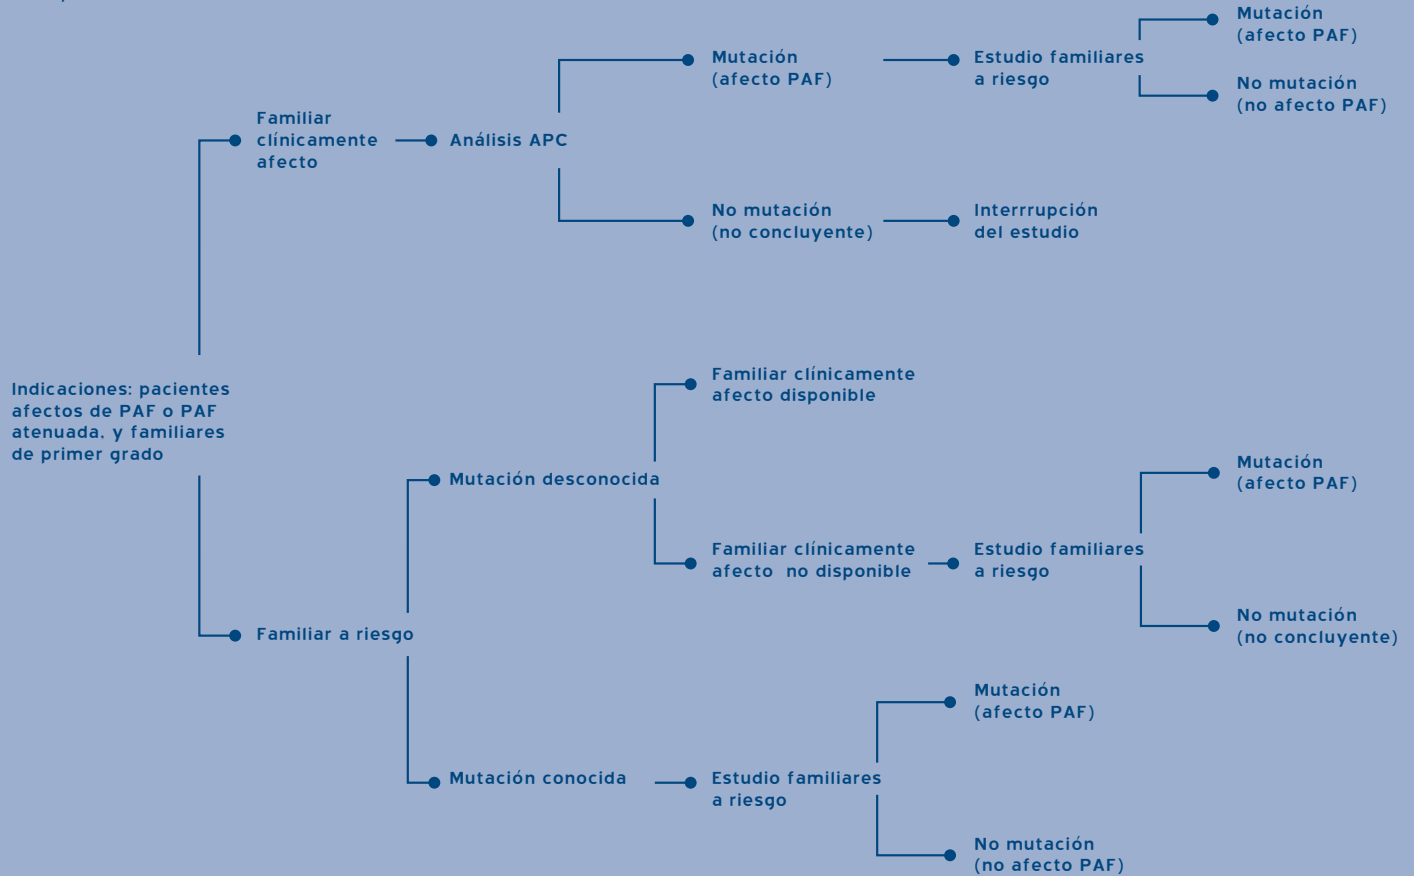 Mutación
(afecto PAF)
Mutación
(afecto PAF)
Estudio familiares
a riesgo
No mutación
(no afecto PAF)
Familiar
clínicamente
afecto
Análisis APC
No mutación
(no concluyente)
Interrrupción
del estudio
Indicaciones: pacientes
afectos de PAF o PAF
atenuada, y familiares
de primer grado
Familiar clínicamente
afecto disponible
Mutación desconocida
Mutación
(afecto PAF)
Familiar clínicamente
afecto no disponible
Estudio familiares
a riesgo
No mutación
(no concluyente)
Familiar a riesgo
Mutación
(afecto PAF)
Mutación conocida
Estudio familiares
a riesgo
No mutación
(no afecto PAF)